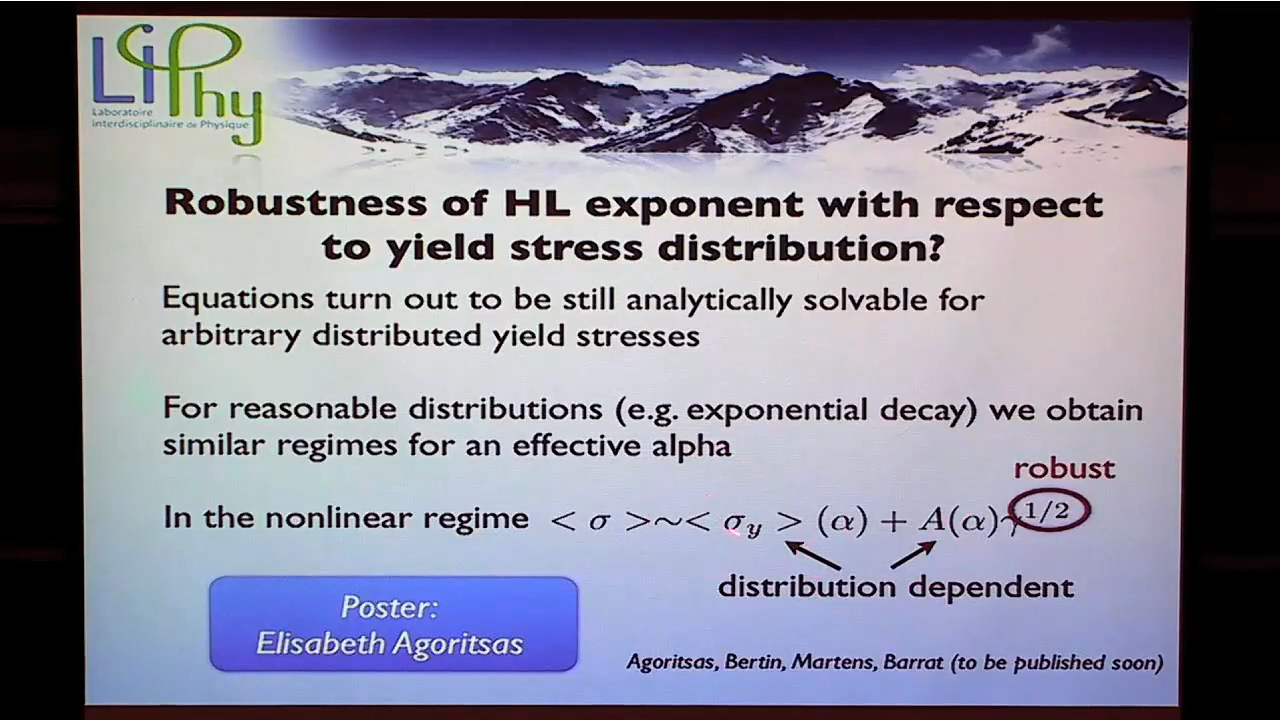 LiPhy
Laboratoire
Interdisciplinaire de Physique
Robustness of HL exponent with respect
to yield stress distribution?
Equations turn out to be still analytically solvable for
arbitrary distributed yield stresses
For reasonable distributions (e.g. exponential decay) we obtain
similar regimes for an effective alpha
robust
In the nonlinear regime < σ >~< σ_y > (α) + A(α)γ̇^{1/2}
distribution dependent
Poster:
Elisabeth Agoritsas
Agoritsas, Bertin, Martens, Barrat (to be published soon)